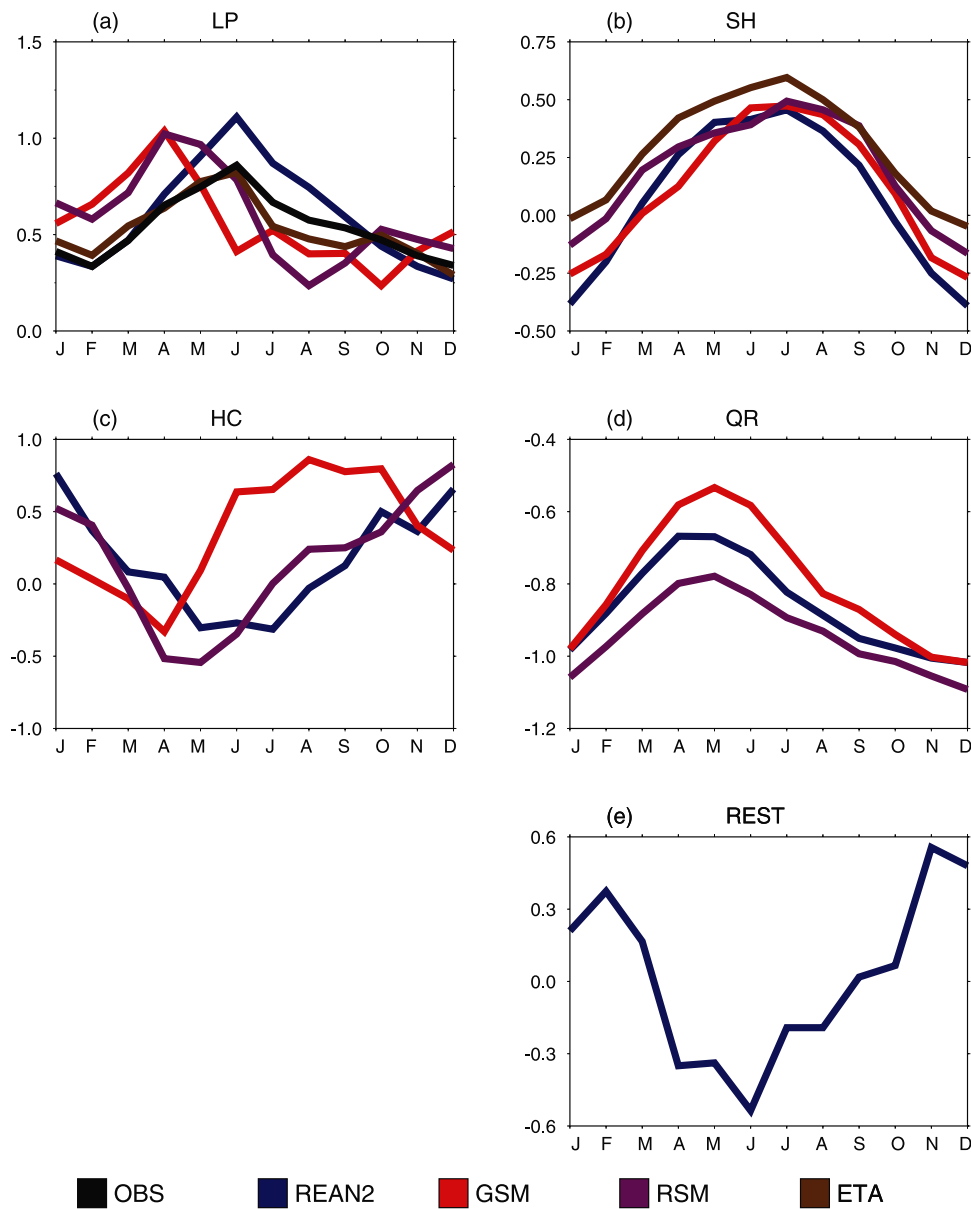 (a) LP
1.5
1.0
0.5
0.0
J F M A M J J A S O N D
(b) SH
0.75
0.50
0.25
0.00
-0.25
-0.50
J F M A M J J A S O N D
(c) HC
1.0
0.5
0.0
-0.5
-1.0
J F M A M J J A S O N D
(d) QR
-0.4
-0.6
-0.8
-1.0
-1.2
J F M A M J J A S O N D
(e) REST
0.6
0.3
0.0
-0.3
-0.6
J F M A M J J A S O N D
OBS REAN2 GSM RSM ETA